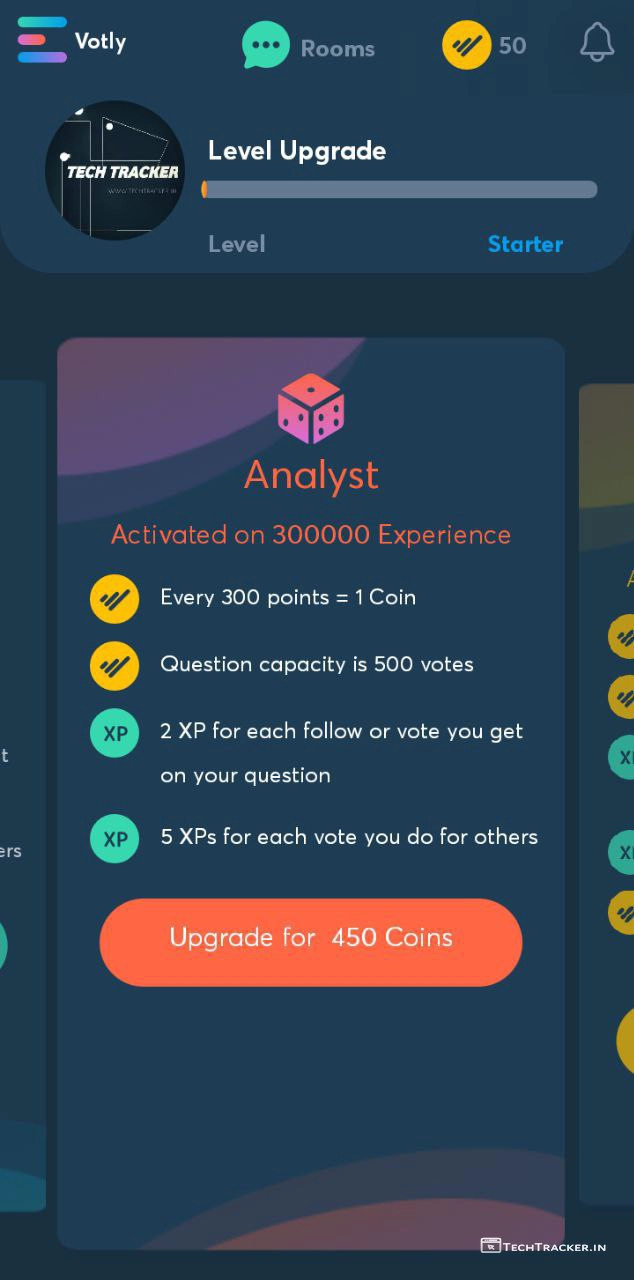 Votly
Rooms
50
TECH TRACKER
WWW.TECHTRACKER.IN
Level Upgrade
Level
Starter
Analyst
Activated on 300000 Experience
Every 300 points = 1 Coin
Question capacity is 500 votes
XP
2 XP for each follow or vote you get
on your question
XP
5 XPs for each vote you do for others
Upgrade for 450 Coins
t
ers
A
XP
XP
TECHTRACKER.IN